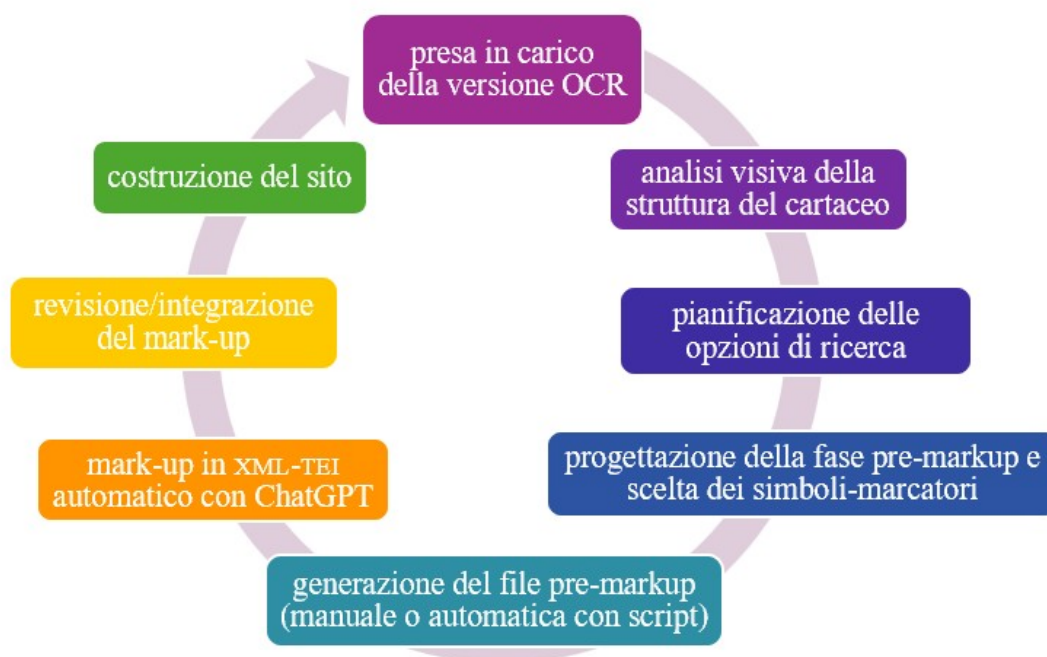 presa in carico
della versione OCR
analisi visiva della
struttura del cartaceo
pianificazione delle
opzioni di ricerca
progettazione della fase pre-markup e
scelta dei simboli-marcatori
generazione del file pre-markup
(manuale o automatica con script)
mark-up in XML-TEI
automatico con ChatGPT
revisione/integrazione
del mark-up
costruzione del sito